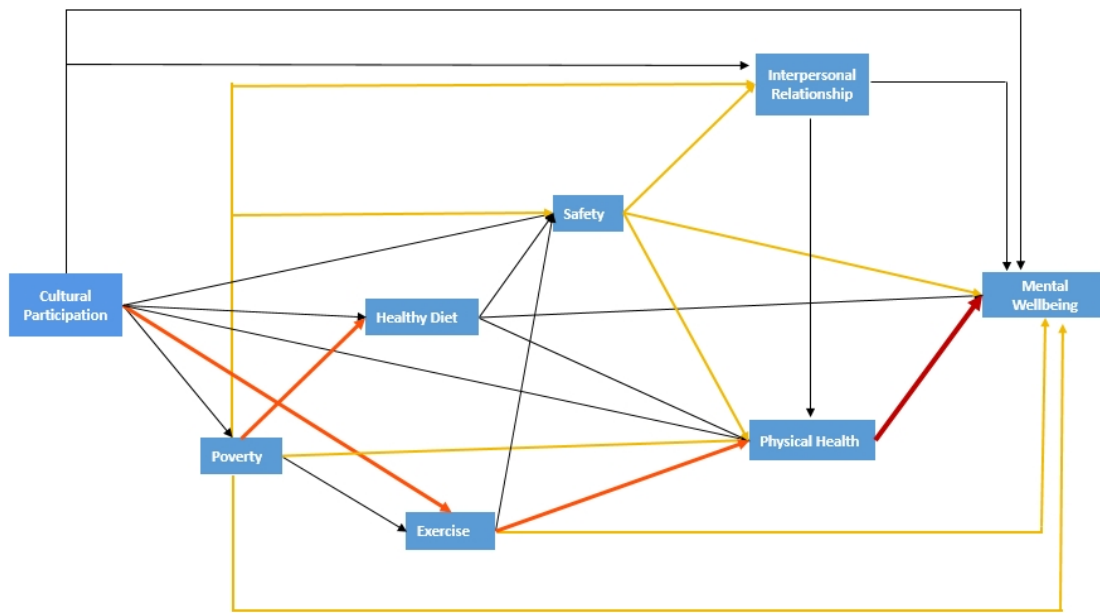 Interpersonal
Relationship
Safety
Cultural
Participation
Healthy Diet
Mental
Wellbeing
Poverty
Physical Health
Exercise